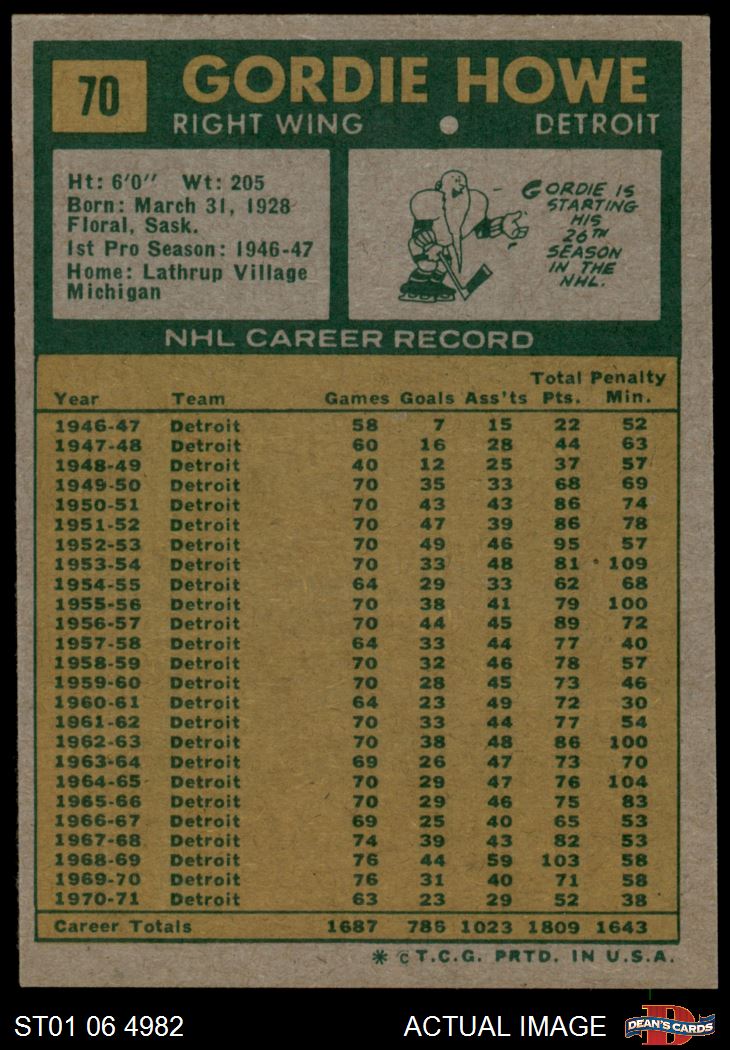 70
GORDIE HOWE
RIGHT WING • DETROIT
Ht: 6'0" Wt: 205
Born: March 31, 1928
Floral, Sask.
1st Pro Season: 1946-47
Home: Lathrup Village
Michigan
GORDIE IS
STARTING
HIS
26TH
SEASON
IN THE
NHL.
NHL CAREER RECORD
Total Penalty
Year Team Games Goals Ass'ts Pts. Min.
1946-47 Detroit 58 7 15 22 52
1947-48 Detroit 60 16 28 44 63
1948-49 Detroit 40 12 25 37 57
1949-50 Detroit 70 35 33 68 69
1950-51 Detroit 70 43 43 86 74
1951-52 Detroit 70 47 39 86 78
1952-53 Detroit 70 49 46 95 57
1953-54 Detroit 70 33 48 81 109
1954-55 Detroit 64 29 33 62 68
1955-56 Detroit 70 38 41 79 100
1956-57 Detroit 70 44 45 89 72
1957-58 Detroit 64 33 44 77 40
1958-59 Detroit 70 32 46 78 57
1959-60 Detroit 70 28 45 73 46
1960-61 Detroit 64 23 49 72 30
1961-62 Detroit 70 33 44 77 54
1962-63 Detroit 70 38 48 86 100
1963-64 Detroit 69 26 47 73 70
1964-65 Detroit 70 29 47 76 104
1965-66 Detroit 70 29 46 75 83
1966-67 Detroit 69 25 40 65 53
1967-68 Detroit 74 39 43 82 53
1968-69 Detroit 76 44 59 103 58
1969-70 Detroit 76 31 40 71 58
1970-71 Detroit 63 23 29 52 38
Career Totals 1687 786 1023 1809 1643
* © T.C.G. PRTD. IN U.S.A.
ST01 06 4982 ACTUAL IMAGE
D
DEAN'S CARDS